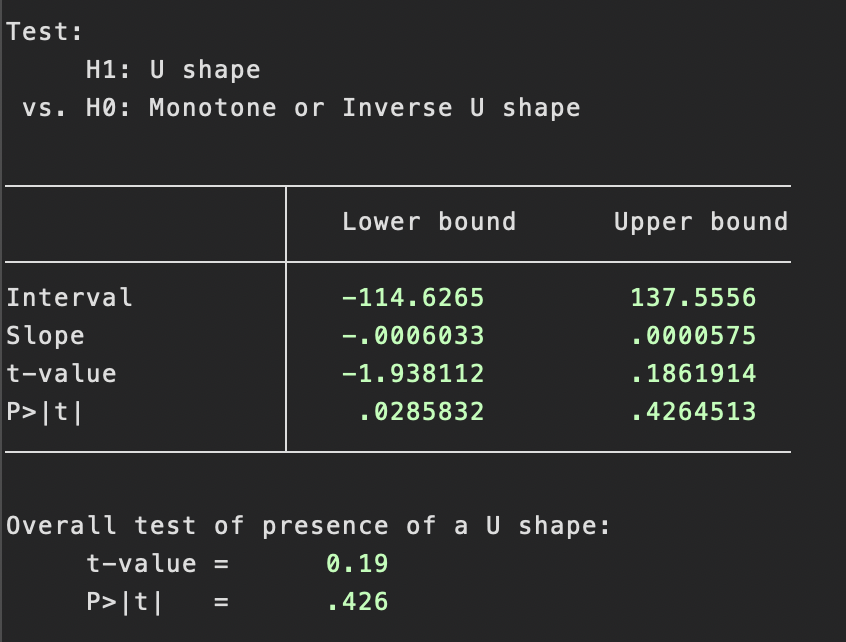 Test:
H1: U shape
vs. H0: Monotone or Inverse U shape
Lower bound Upper bound
Interval -114.6265 137.5556
Slope -.0006033 .0000575
t-value -1.938112 .1861914
P>|t| .0285832 .4264513
Overall test of presence of a U shape:
t-value = 0.19
P>|t| = .426